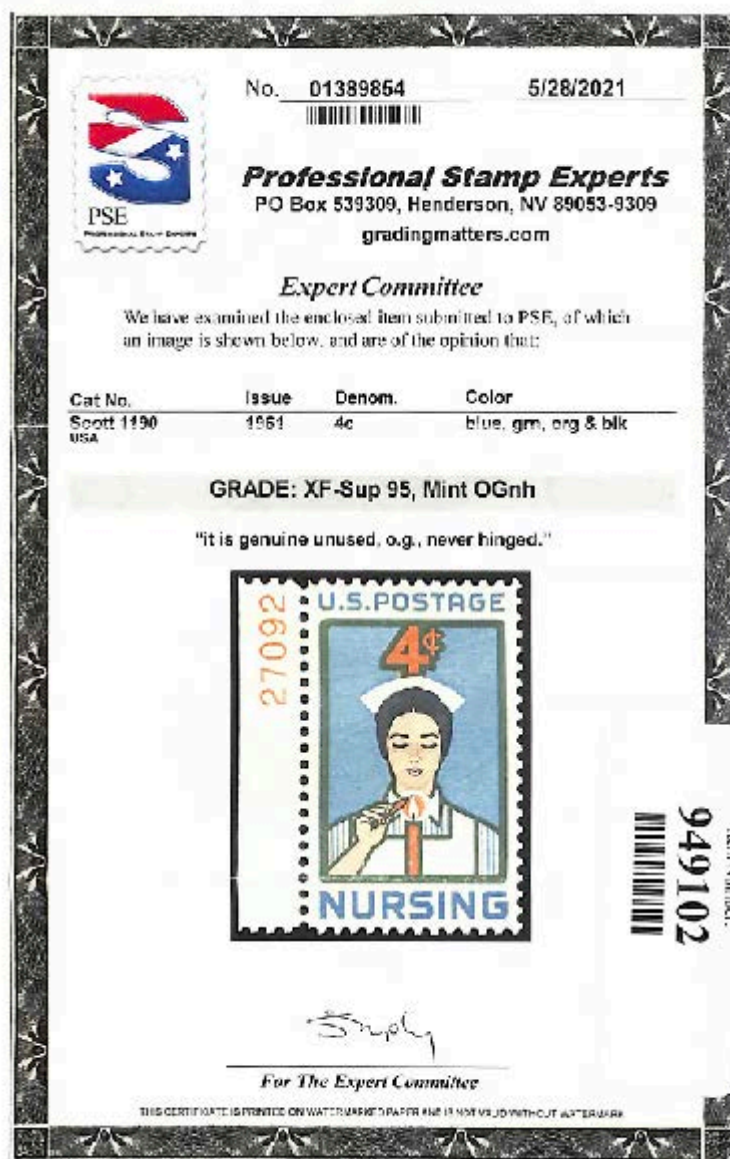 No. 01389854 5/28/2021
PSE
PROFESSIONAL STAMP EXPERTS
Professional Stamp Experts
PO Box 539309, Henderson, NV 89053-9309
gradingmatters.com
Expert Committee
We have examined the enclosed item submitted to PSE, of which
an image is shown below, and are of the opinion that:
Cat No. Issue Denom. Color
Scott 1190 1961 4c blue, grn, org & blk
USA
GRADE: XF-Sup 95, Mint OGnh
"it is genuine unused, o.g., never hinged."
27092
U.S.POSTAGE
4¢
NURSING
949102
For The Expert Committee
THIS CERTIFICATE IS PRINTED ON WATERMARKED PAPER AND IS NOT VALID WITHOUT WATERMARK